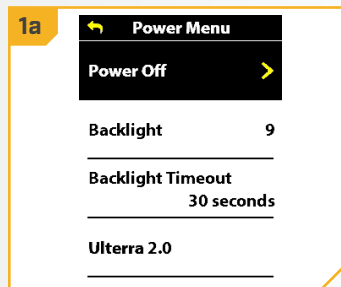 1a
Power Menu
Power Off
Backlight 9
Backlight Timeout
30 seconds
Ulterra 2.0